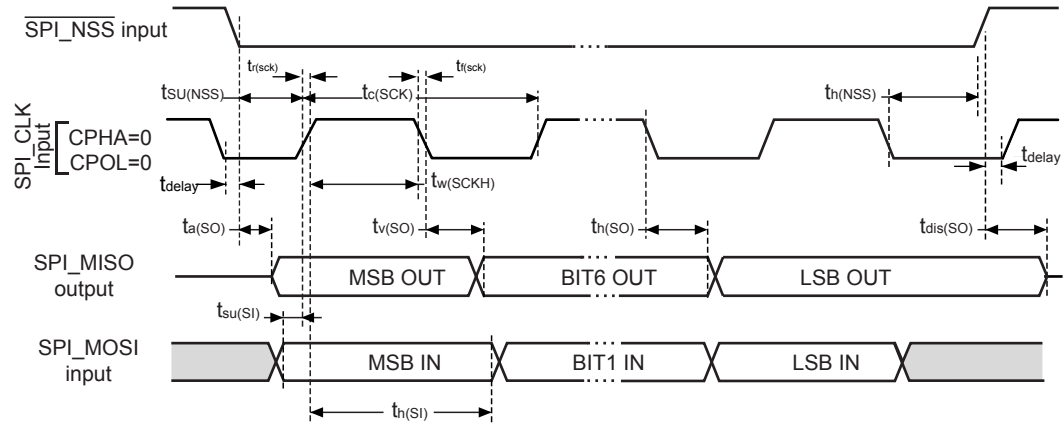 SPI_NSS input
tr(sck)
tf(sck)
tSU(NSS)
tc(SCK)
th(NSS)
SPI_CLK
Input
CPHA=0
CPOL=0
tdelay
tw(SCKH)
tdelay
ta(SO)
tv(SO)
th(SO)
tdis(SO)
SPI_MISO
output
MSB OUT
BIT6 OUT
LSB OUT
tsu(SI)
SPI_MOSI
input
MSB IN
BIT1 IN
LSB IN
th(SI)